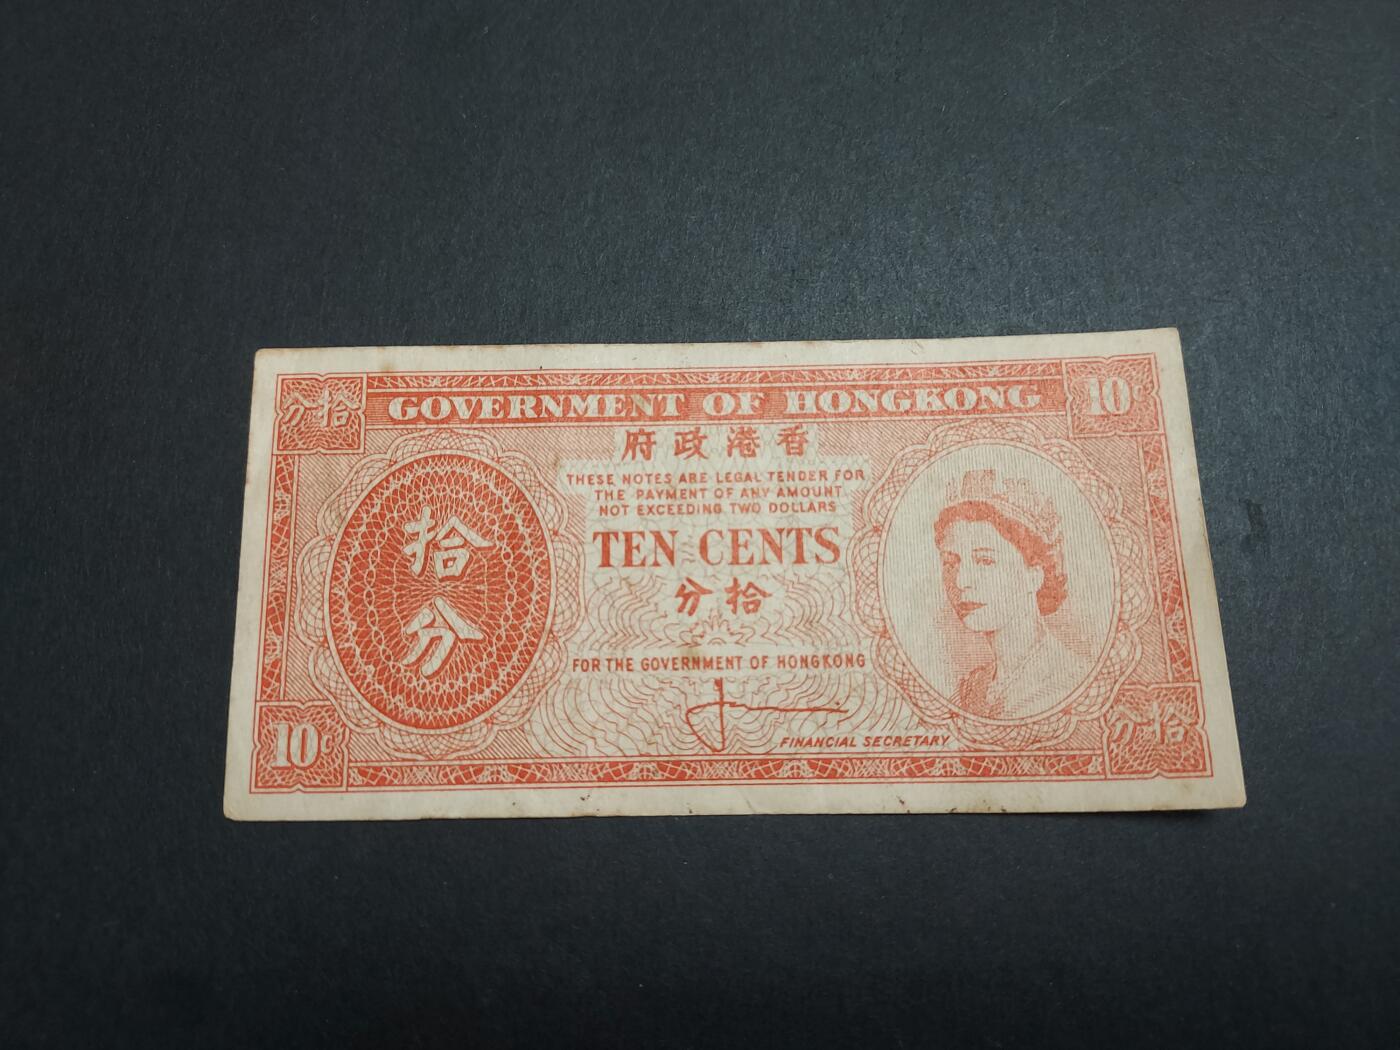 分拾
GOVERNMENT OF HONGKONG
10c
府政港香
THESE NOTES ARE LEGAL TENDER FOR
THE PAYMENT OF ANY AMOUNT
NOT EXCEEDING TWO DOLLARS
拾
分
TEN CENTS
分拾
FOR THE GOVERNMENT OF HONGKONG
FINANCIAL SECRETARY
10c
分拾